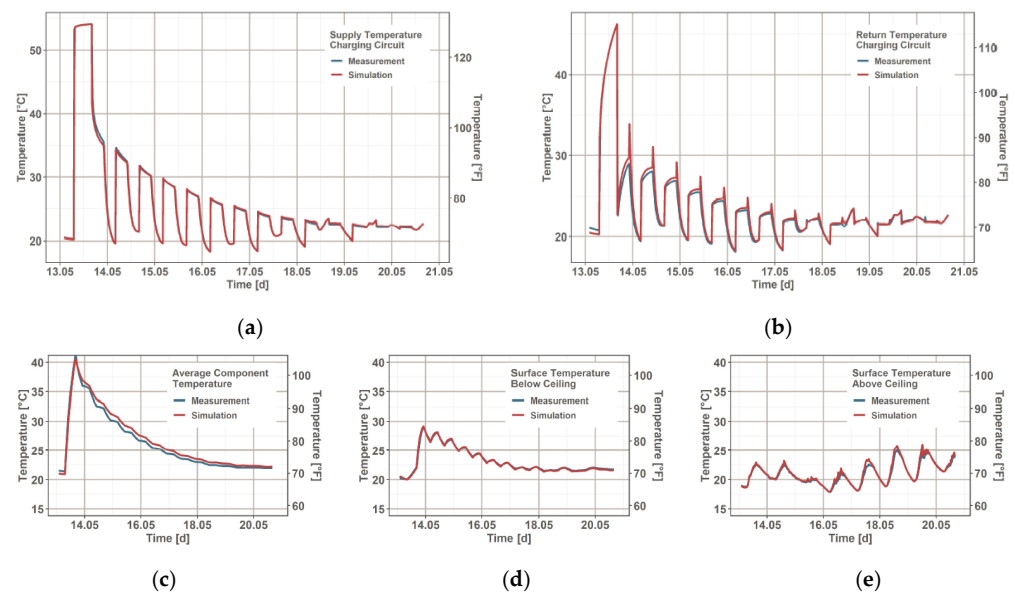 Supply Temperature
Charging Circuit
Measurement
Simulation
Temperature [°C]
50
40
30
20
120
100
80
Temperature [°F]
13.05 14.05 15.05 16.05 17.05 18.05 19.05 20.05 21.05
Time [d]
(a)
Return Temperature
Charging Circuit
Measurement
Simulation
Temperature [°C]
40
30
20
110
100
90
80
70
Temperature [°F]
13.05 14.05 15.05 16.05 17.05 18.05 19.05 20.05 21.05
Time [d]
(b)
Average Component
Temperature
Measurement
Simulation
Temperature [°C]
40
35
30
25
20
15
100
90
80
70
60
Temperature [°F]
14.05 16.05 18.05 20.05
Time [d]
(c)
Surface Temperature
Below Ceiling
Measurement
Simulation
Temperature [°C]
40
35
30
25
20
15
100
90
80
70
60
Temperature [°F]
14.05 16.05 18.05 20.05
Time [d]
(d)
Surface Temperature
Above Ceiling
Measurement
Simulation
Temperature [°C]
40
35
30
25
20
15
100
90
80
70
60
Temperature [°F]
14.05 16.05 18.05 20.05
Time [d]
(e)